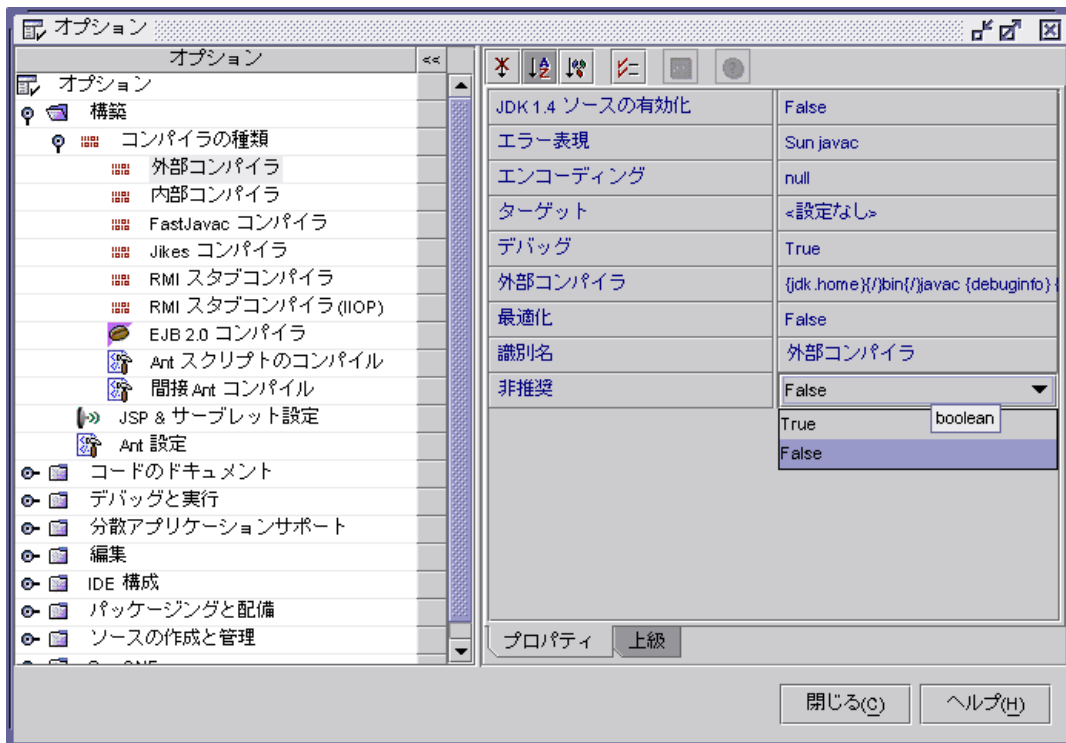 オプション
オプション <<
オプション
構築
コンパイラの種類
外部コンパイラ
内部コンパイラ
FastJavac コンパイラ
Jikes コンパイラ
RMI スタブコンパイラ
RMI スタブコンパイラ(IIOP)
EJB 2.0 コンパイラ
Ant スクリプトのコンパイル
間接 Ant コンパイル
JSP & サーブレット設定
Ant 設定
コードのドキュメント
デバッグと実行
分散アプリケーションサポート
編集
IDE 構成
パッケージングと配備
ソースの作成と管理
JDK 1.4 ソースの有効化 False
エラー表現 Sun javac
エンコーディング null
ターゲット <設定なし>
デバッグ True
外部コンパイラ {jdk.home}{/}bin{/}javac {debuginfo} {
最適化 False
識別名 外部コンパイラ
非推奨 False
True
boolean
False
プロパティ 上級
閉じる(C) ヘルプ(H)